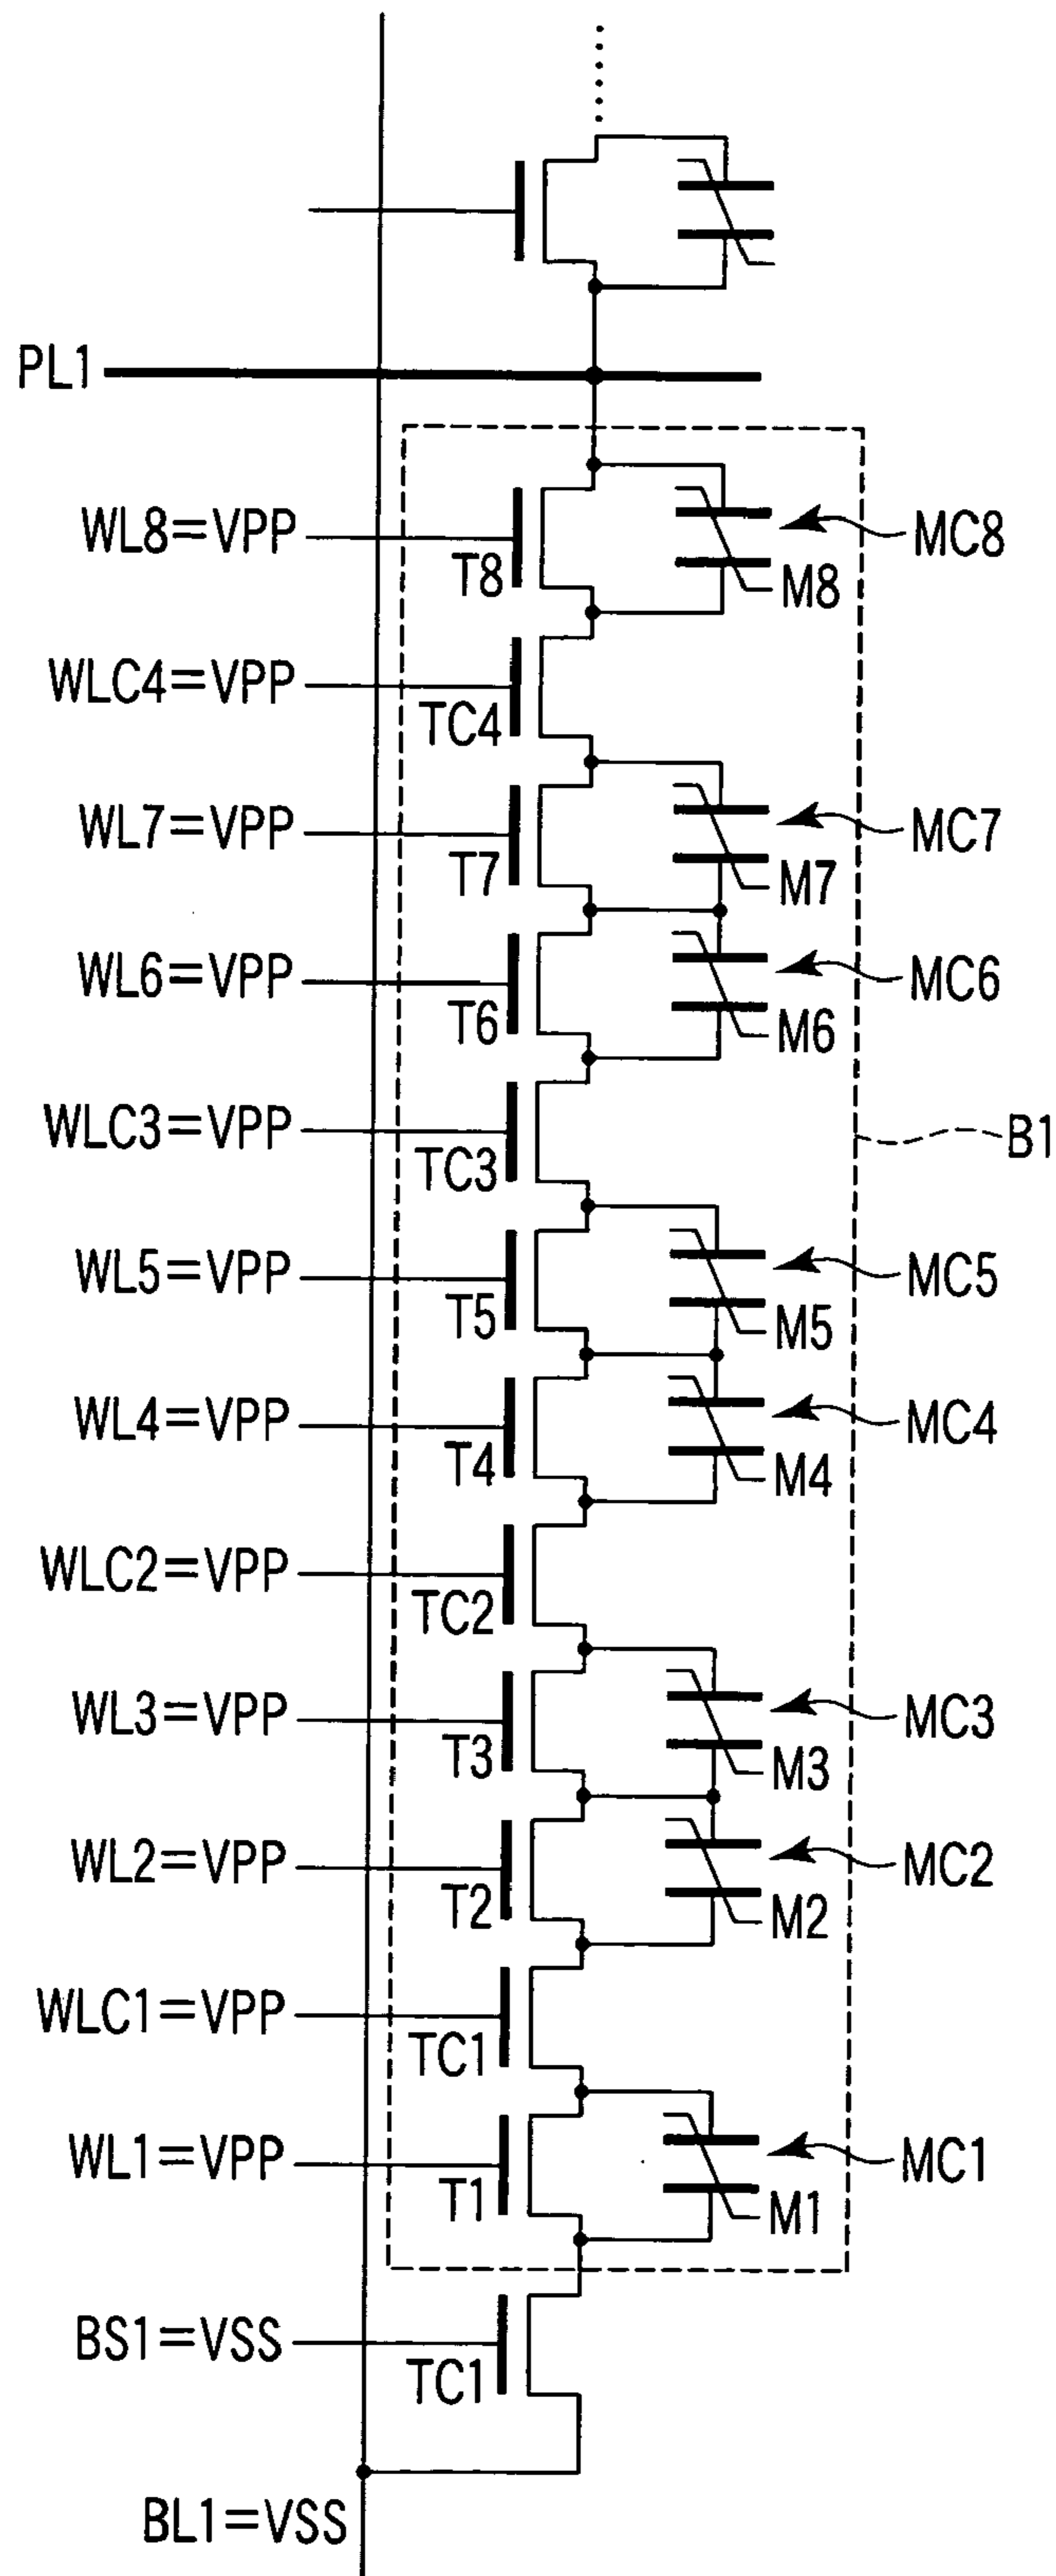 PL1
WL8=VPP
T8
M8
MC8
WLC4=VPP
TC4
WL7=VPP
T7
M7
MC7
WL6=VPP
T6
M6
MC6
WLC3=VPP
TC3
B1
WL5=VPP
T5
M5
MC5
WL4=VPP
T4
M4
MC4
WLC2=VPP
TC2
WL3=VPP
T3
M3
MC3
WL2=VPP
T2
M2
MC2
WLC1=VPP
TC1
WL1=VPP
T1
M1
MC1
BS1=VSS
TC1
BL1=VSS